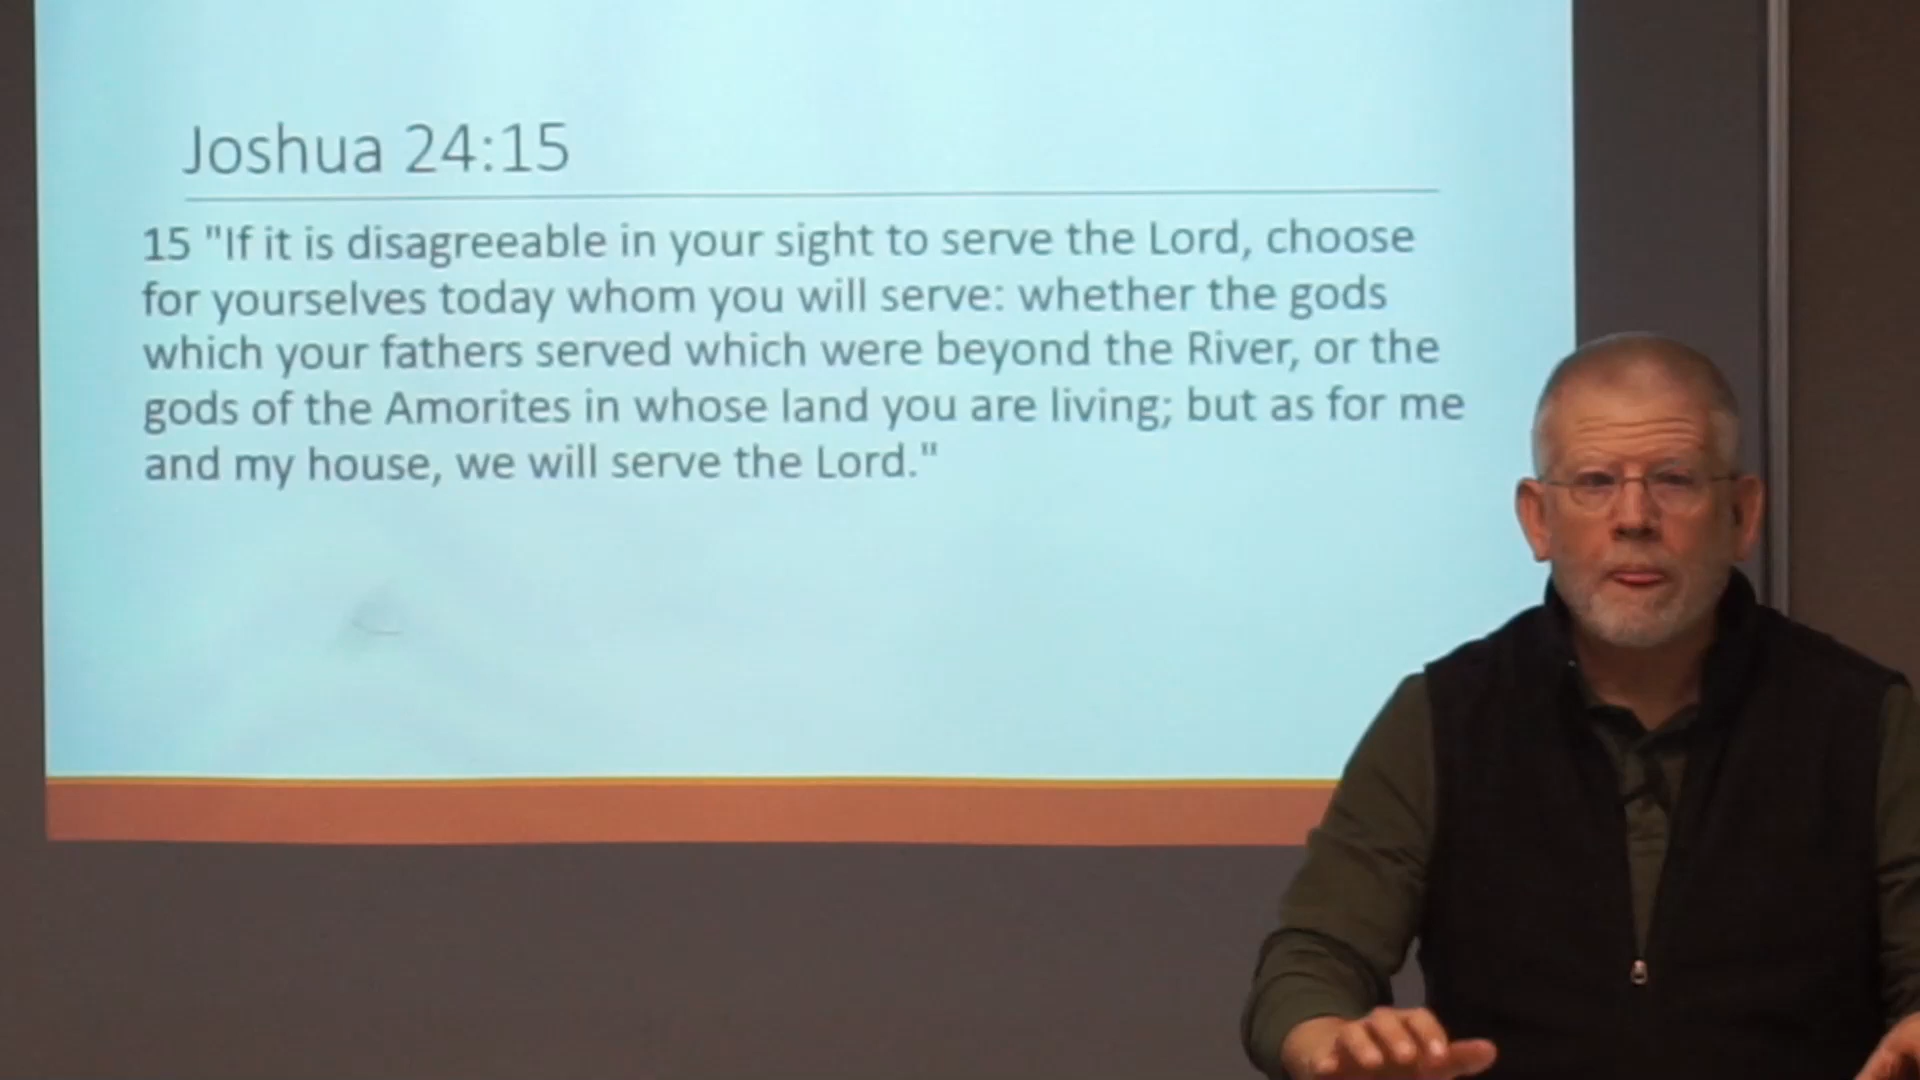 Joshua 24:15
15 "If it is disagreeable in your sight to serve the Lord, choose
for yourselves today whom you will serve: whether the gods
which your fathers served which were beyond the River, or the
gods of the Amorites in whose land you are living; but as for me
and my house, we will serve the Lord."